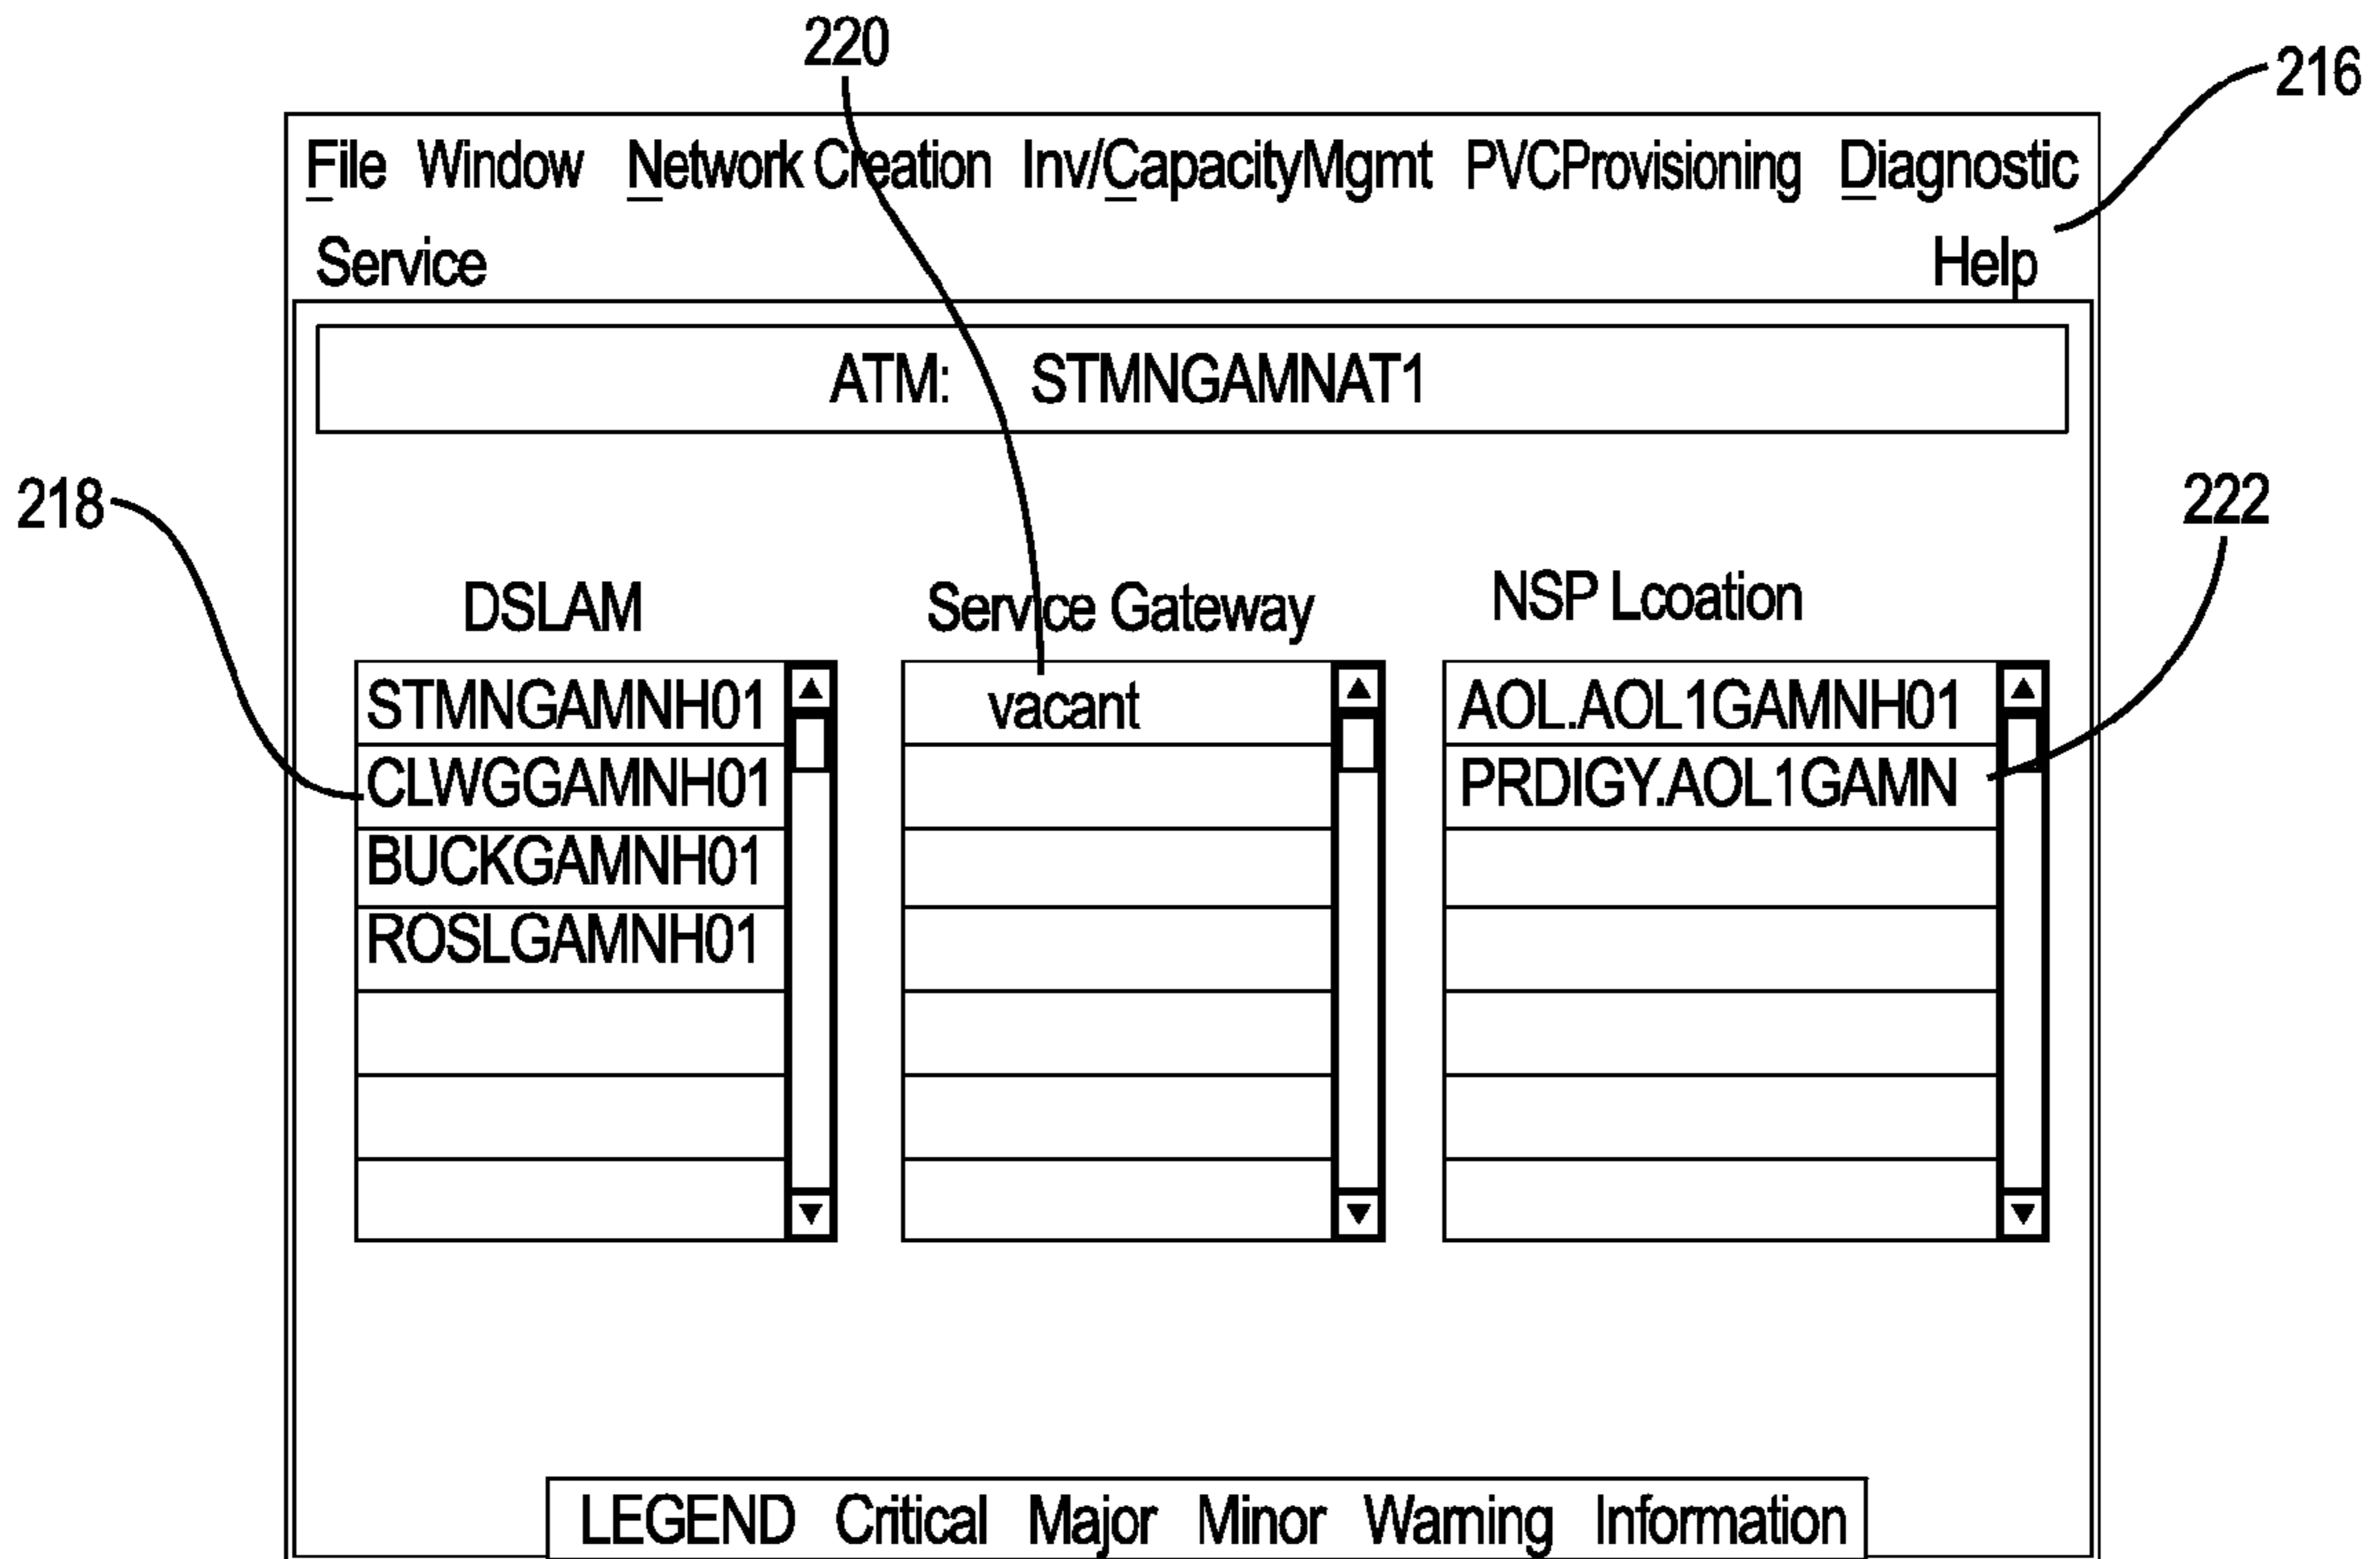 220
216
File Window Network Creation Inv/CapacityMgmt PVCProvisioning Diagnostic
Service Help
ATM: STMNGAMNAT1
218
222
DSLAM Service Gateway NSP Lcoation
STMNGAMNH01 vacant AOL.AOL1GAMNH01
CLWGGAMNH01 PRDIGY.AOL1GAMN
BUCKGAMNH01
ROSLGAMNH01
LEGEND Critical Major Minor Warning Information